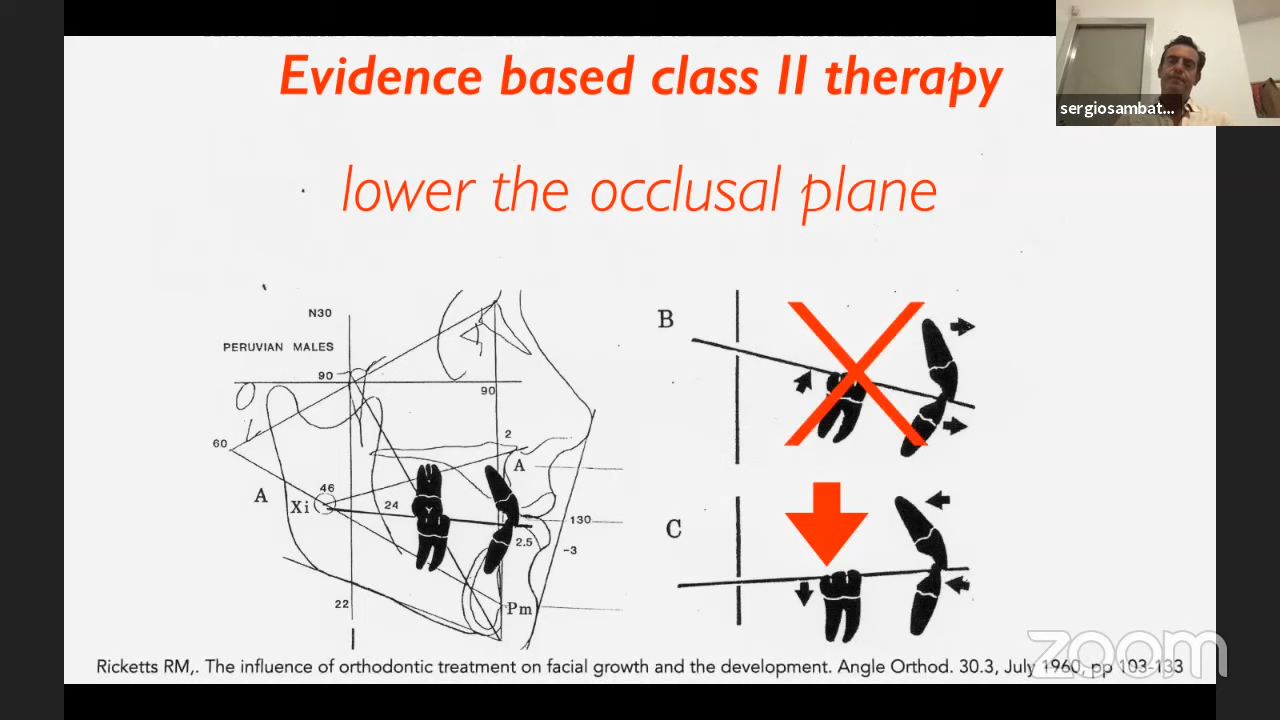 Evidence based class II therapy
sergiosambat...
lower the occlusal plane
N30
PERUVIAN MALES
90
90
60
2
A
A
46
Xi
24
130
2.5
-3
22
Pm
B
C
Ricketts RM,. The influence of orthodontic treatment on facial growth and the development. Angle Orthod. 30.3, July 1960, pp 103-133
zoom